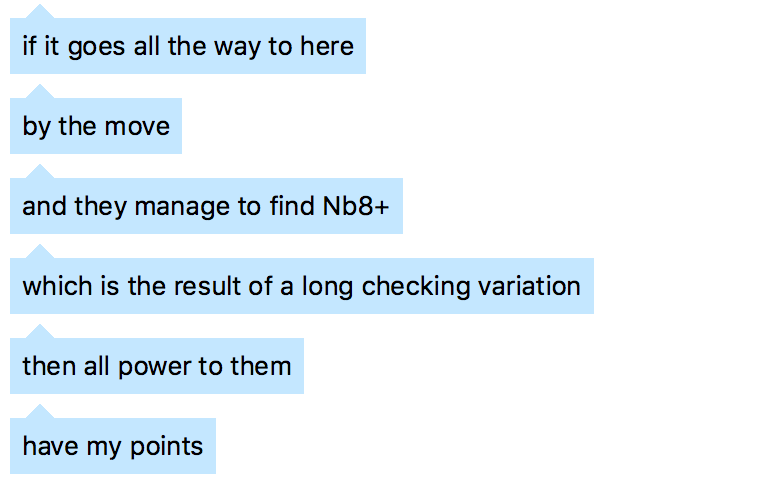 if it goes all the way to here
by the move
and they manage to find Nb8+
which is the result of a long checking variation
then all power to them
have my points